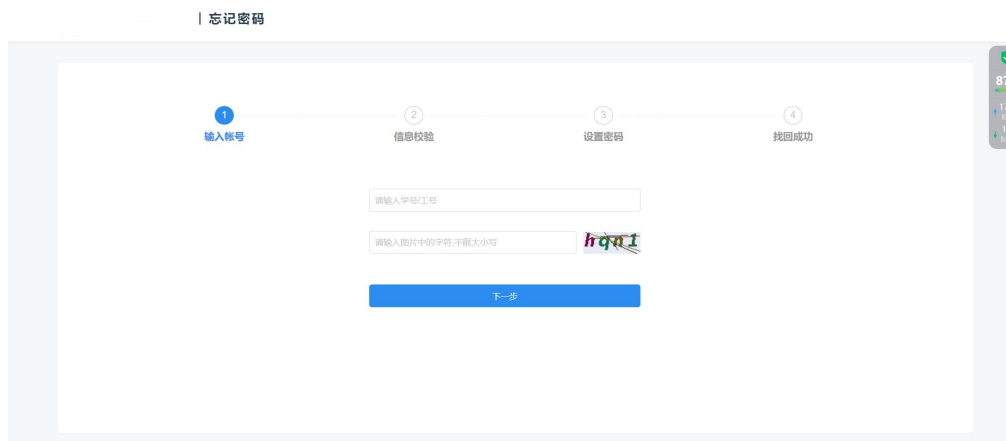 忘记密码
1
2
3
4
输入帐号
信息校验
设置密码
找回成功
请输入学号/工号
请输入图片中的字符,不限大小写
hqn1
下一步
87